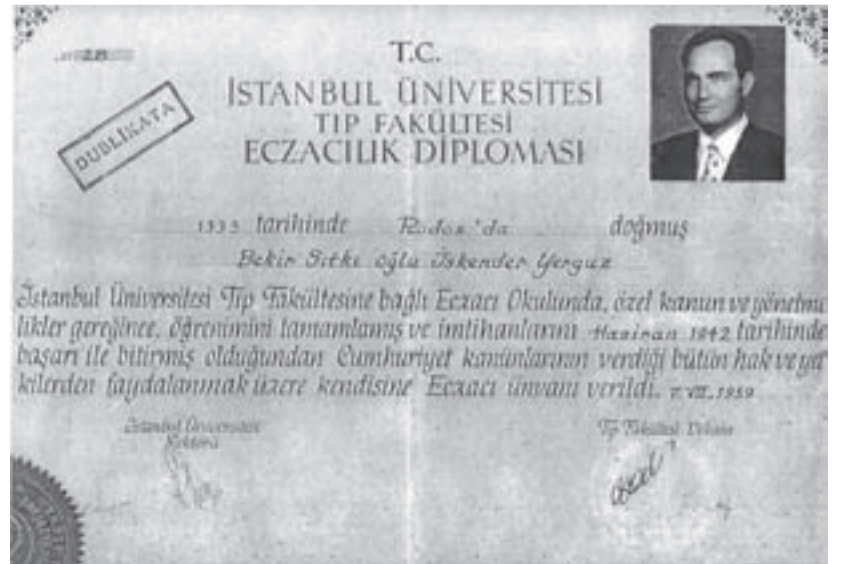 T.C.
İSTANBUL ÜNİVERSİTESİ
TIP FAKÜLTESİ
ECZACILIK DİPLOMASI
DUBLİKATA
1333 tarihinde Rodos'da doğmuş
Bekir Sıtkı oğlu İskender Yerguz
İstanbul Üniversitesi Tıp Fakültesine bağlı Eczacı Okulunda, özel kanun ve yönetme
likler gereğince, öğrenimini tamamlamış ve imtihanlarını Haziran 1942 tarihinde
başarı ile bitirmiş olduğundan Cumhuriyet kanunlarının verdiği bütün hak ve yet
kilerden faydalanmak üzere kendisine Eczacı ünvanı verildi. 7.VII.1959
İstanbul Üniversitesi
Rektörü
Tıp Fakültesi Dekanı